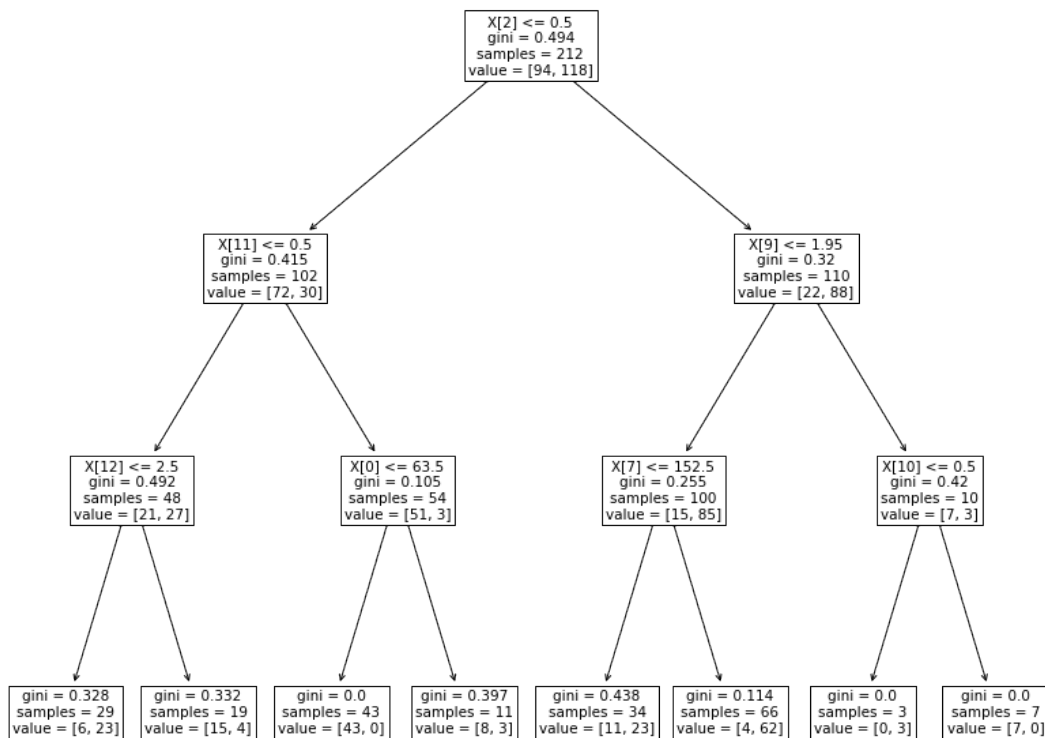 X[2] <= 0.5
gini = 0.494
samples = 212
value = [94, 118]
X[11] <= 0.5
gini = 0.415
samples = 102
value = [72, 30]
X[9] <= 1.95
gini = 0.32
samples = 110
value = [22, 88]
X[12] <= 2.5
gini = 0.492
samples = 48
value = [21, 27]
X[0] <= 63.5
gini = 0.105
samples = 54
value = [51, 3]
X[7] <= 152.5
gini = 0.255
samples = 100
value = [15, 85]
X[10] <= 0.5
gini = 0.42
samples = 10
value = [7, 3]
gini = 0.328
samples = 29
value = [6, 23]
gini = 0.332
samples = 19
value = [15, 4]
gini = 0.0
samples = 43
value = [43, 0]
gini = 0.397
samples = 11
value = [8, 3]
gini = 0.438
samples = 34
value = [11, 23]
gini = 0.114
samples = 66
value = [4, 62]
gini = 0.0
samples = 3
value = [0, 3]
gini = 0.0
samples = 7
value = [7, 0]